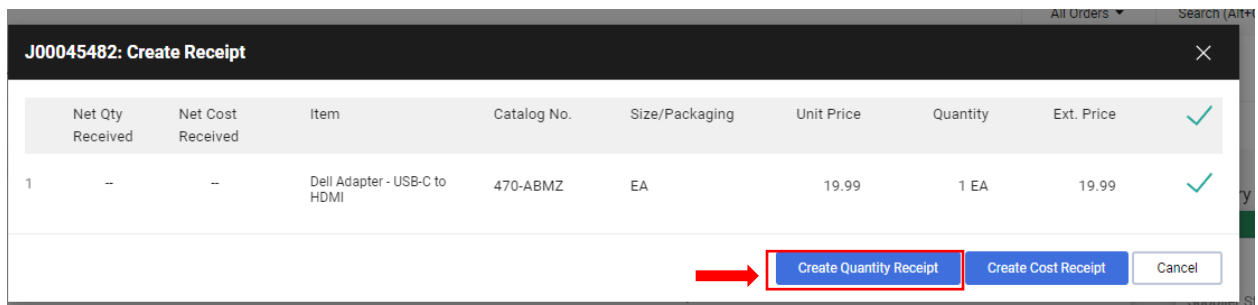 All Orders Search (Alt+
J00045482: Create Receipt
Net Qty Received Net Cost Received Item Catalog No. Size/Packaging Unit Price Quantity Ext. Price
1 -- -- Dell Adapter - USB-C to HDMI 470-ABMZ EA 19.99 1 EA 19.99
Create Quantity Receipt Create Cost Receipt Cancel